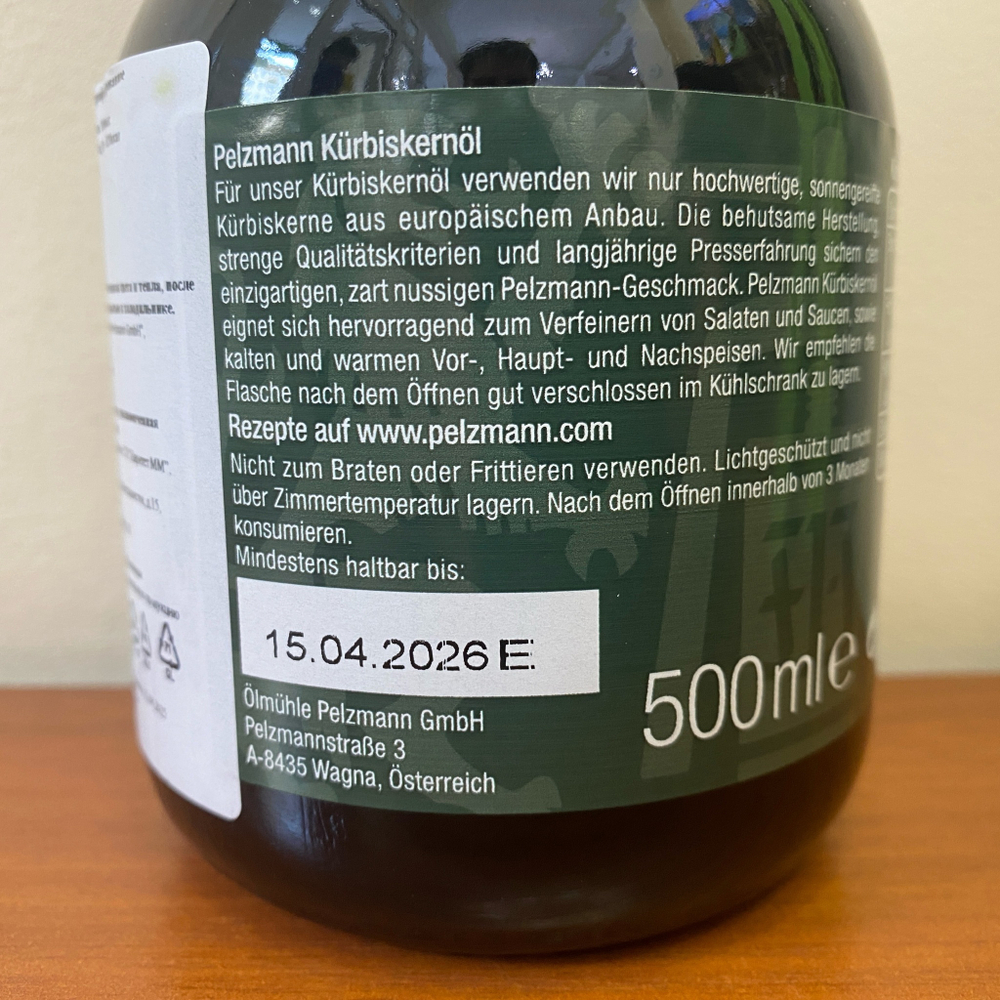 Pelzmann Kürbiskernöl
Für unser Kürbiskernöl verwenden wir nur hochwertige, sonnengereifte
Kürbiskerne aus europäischem Anbau. Die behutsame Herstellung,
strenge Qualitätskriterien und langjährige Presserfahrung sichern den
einzigartigen, zart nussigen Pelzmann-Geschmack. Pelzmann Kürbiskernöl
eignet sich hervorragend zum Verfeinern von Salaten und Saucen, sowie
kalten und warmen Vor-, Haupt- und Nachspeisen. Wir empfehlen die
Flasche nach dem Öffnen gut verschlossen im Kühlschrank zu lagern.
Rezepte auf www.pelzmann.com
Nicht zum Braten oder Frittieren verwenden. Lichtgeschützt und nicht
über Zimmertemperatur lagern. Nach dem Öffnen innerhalb von 3 Monaten
konsumieren.
Mindestens haltbar bis:
15.04.2026 E
Ölmühle Pelzmann GmbH
Pelzmannstraße 3
A-8435 Wagna, Österreich
500 ml e
и тепла, после